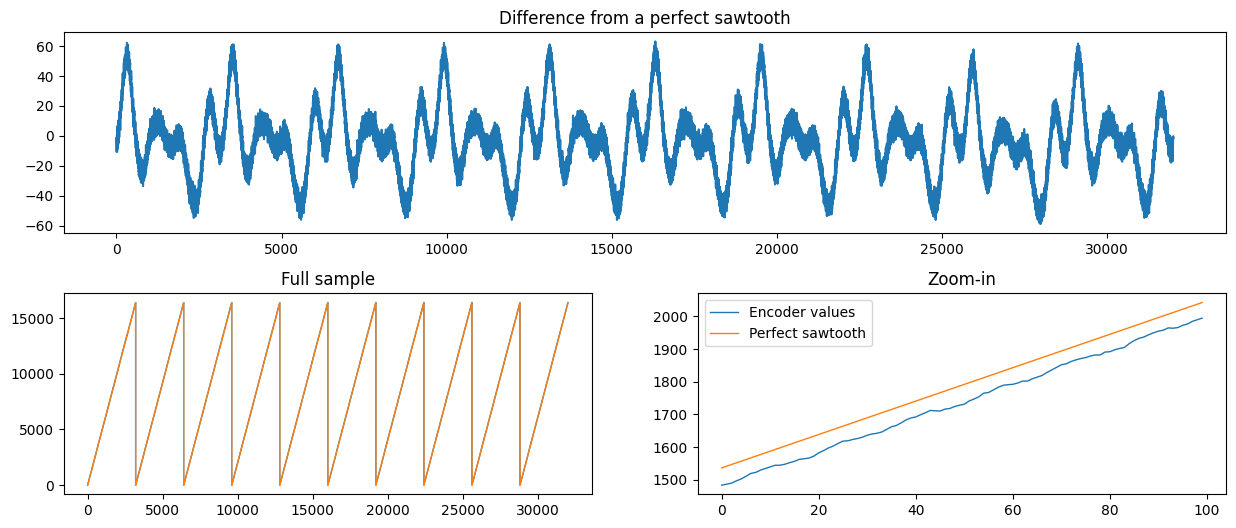 Difference from a perfect sawtooth
60
40
20
0
−20
−40
−60
0 5000 10000 15000 20000 25000 30000
Full sample
15000
10000
5000
0
0 5000 10000 15000 20000 25000 30000
Zoom-in
Encoder values
Perfect sawtooth
2000
1900
1800
1700
1600
1500
0 20 40 60 80 100